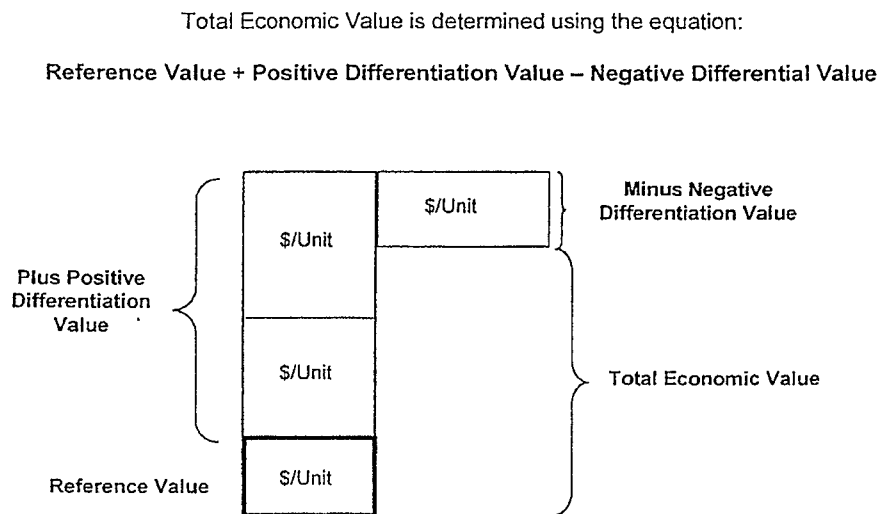 Total Economic Value is determined using the equation:
Reference Value + Positive Differentiation Value – Negative Differential Value
$/Unit
Minus Negative
Differentiation Value
$/Unit
Plus Positive
Differentiation
Value
$/Unit
Total Economic Value
Reference Value
$/Unit